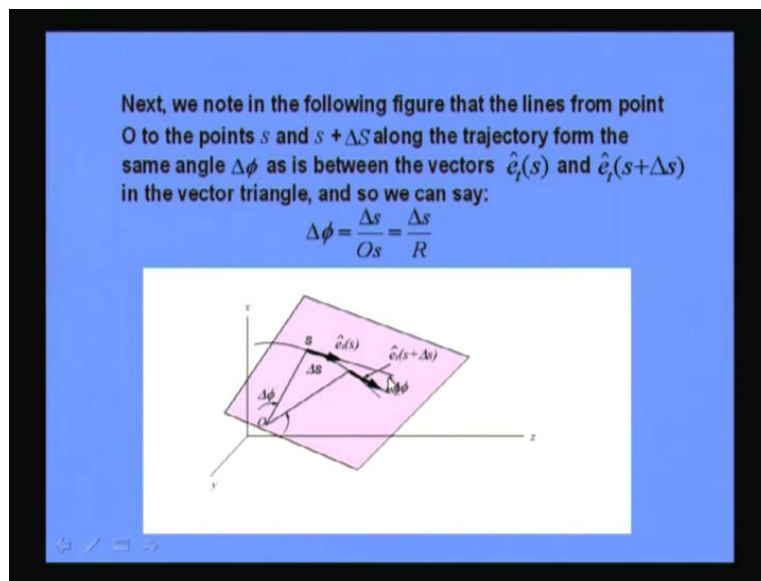 Next, we note in the following figure that the lines from point
O to the points s and s + ΔS along the trajectory form the
same angle Δϕ as is between the vectors ê_t(s) and ê_t(s+Δs)
in the vector triangle, and so we can say:
Δϕ = Δs/Os = Δs/R
x
s
ê_t(s)
ê_t(s+Δs)
Δs
Δϕ
Δϕ
O
z
y